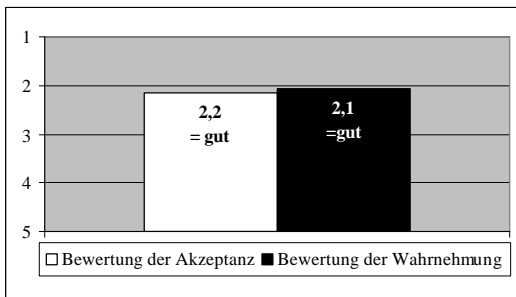 1
2
3
4
5
2,2
= gut
2,1
=gut
Bewertung der Akzeptanz
Bewertung der Wahrnehmung